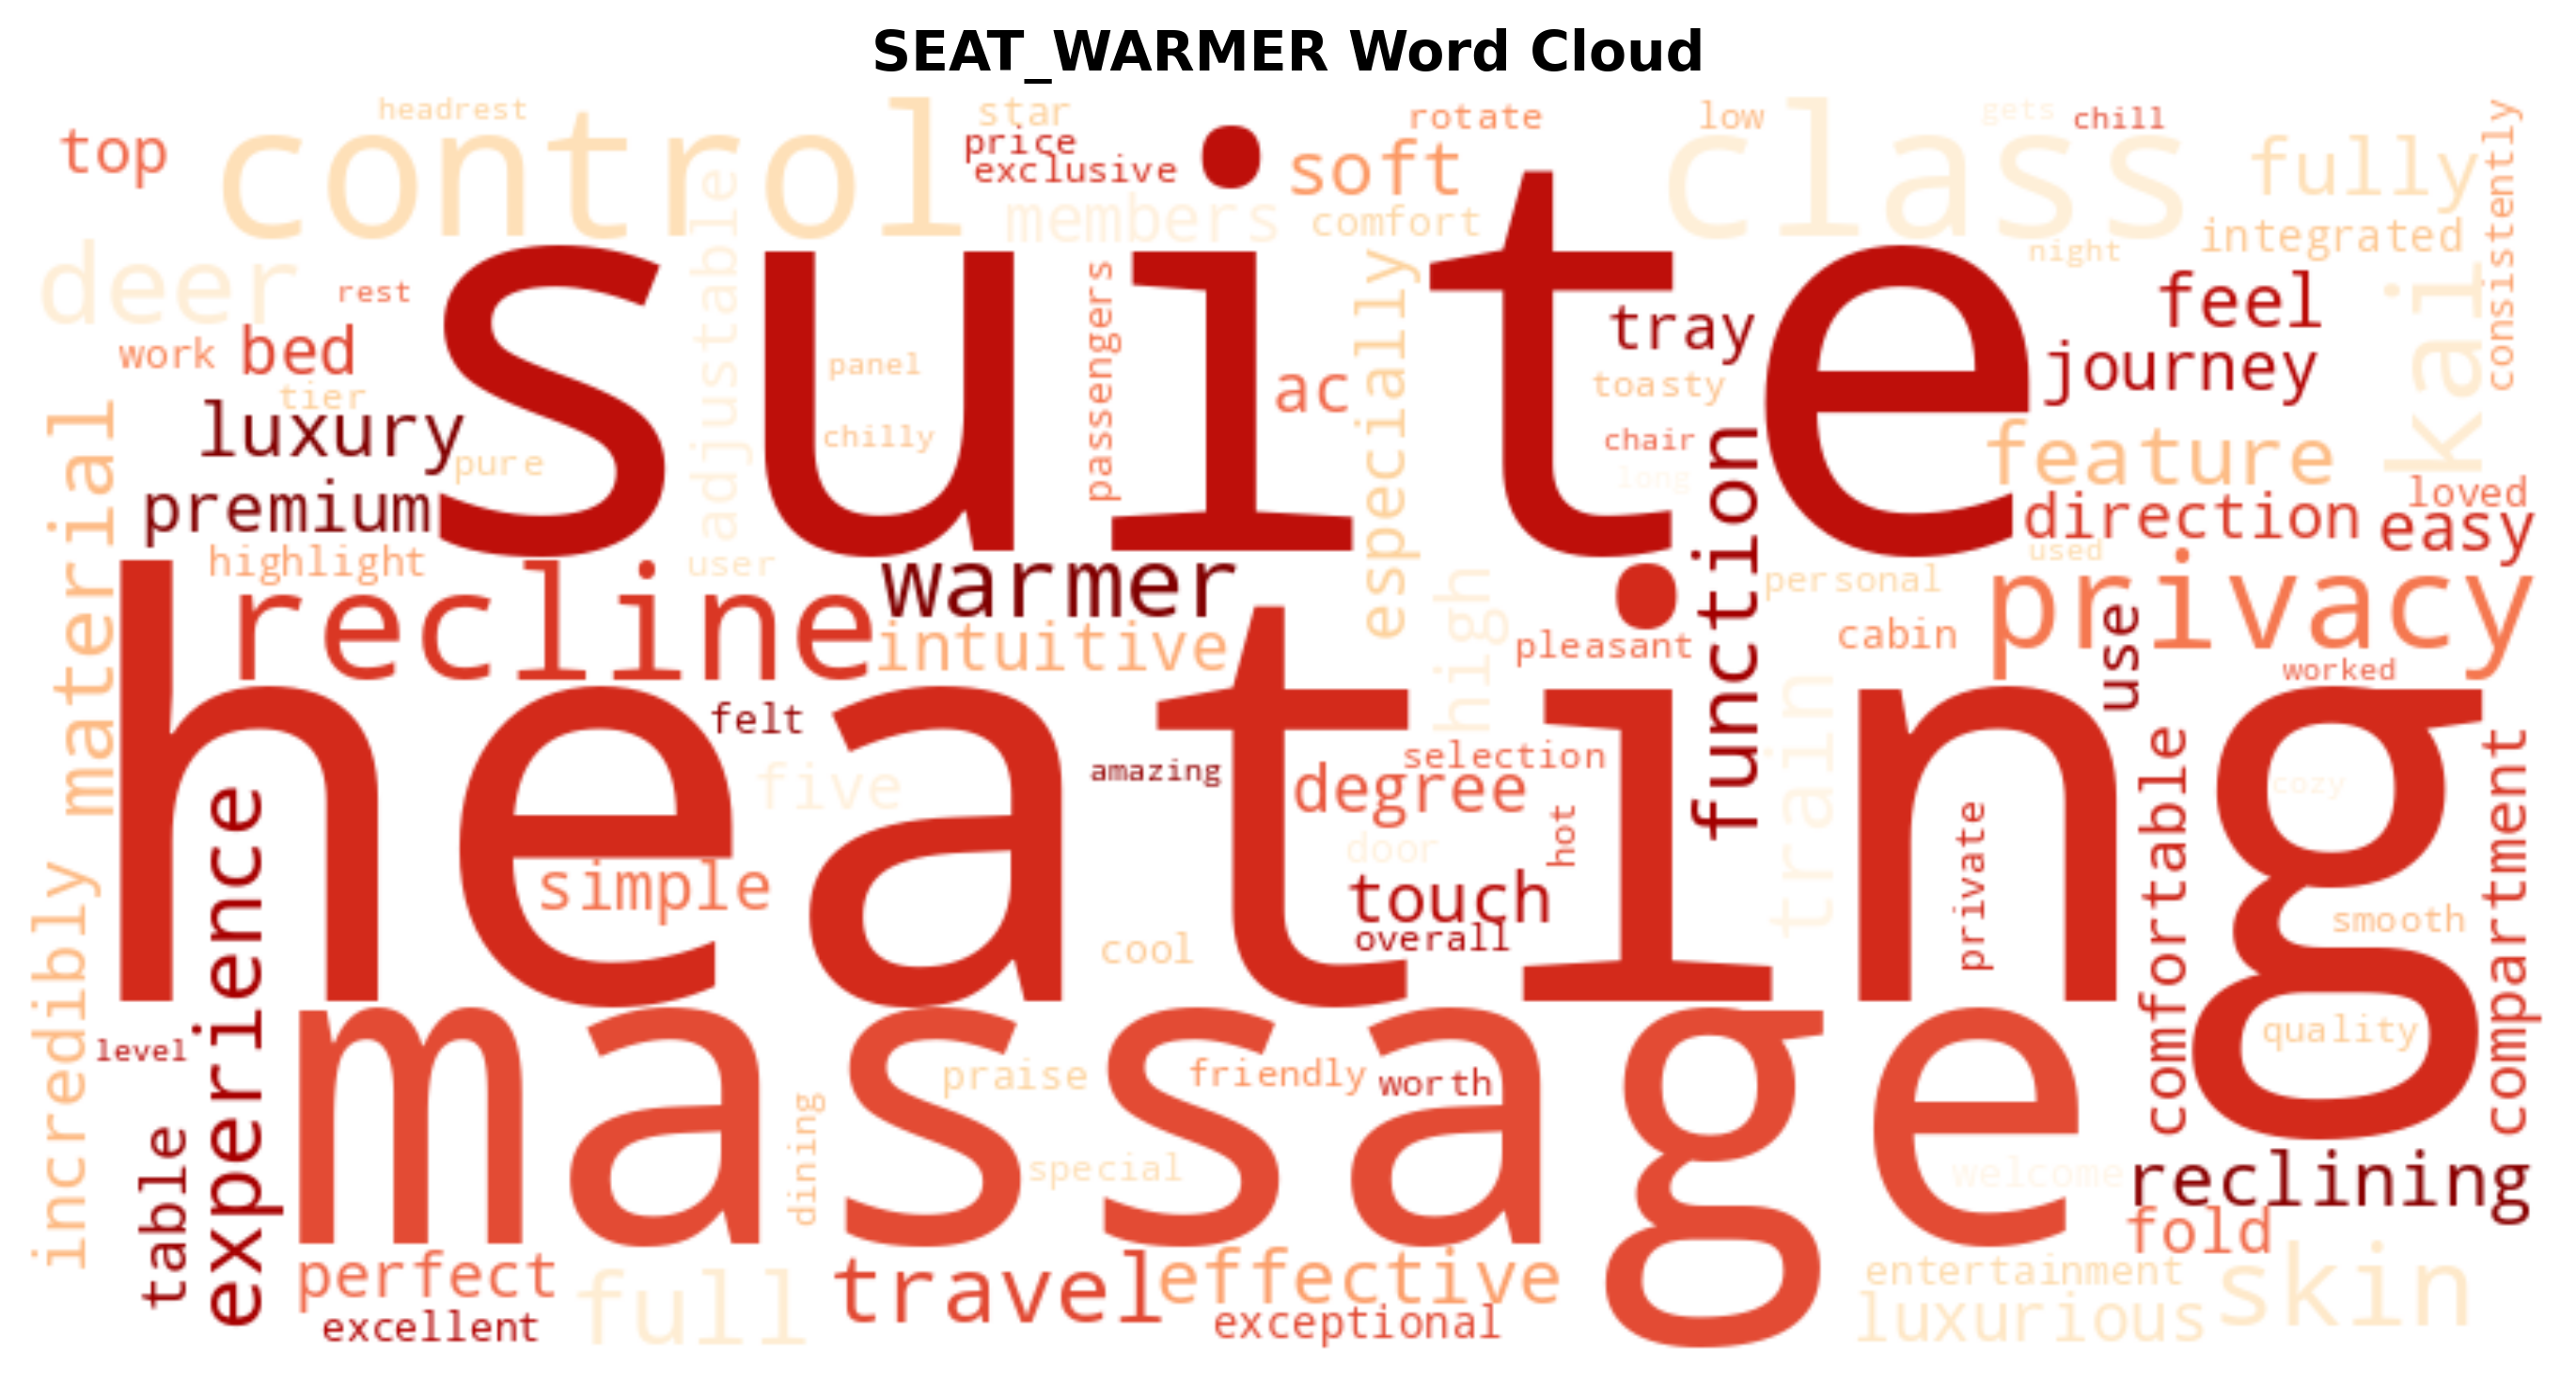 SEAT_WARMER Word Cloud
headrest
star
rotate
low
gets
chill
consistently
top
control
price
exclusive
soft
class
fully
members
comfort
integrated
night
deer
adjustable
suite
especially
kai
rest
passengers
tray
feel
work
bed
panel
ac
toasty
journey
tier
luxury
chilly
chair
function
feature
pure
long
premium
direction
loved
easy
material
highlight
user
warmer
high
used
personal
privacy
recline
intuitive
pleasant
cabin
use
worked
heating
felt
amazing
selection
train
comfortable
compartment
experience
five
degree
hot
private
cozy
incredibly
simple
door
touch
overall
cool
smooth
level
massage
praise
friendly
worth
quality
table
dining
special
welcome
reclining
fold
perfect
full
travel
effective
entertainment
skin
excellent
exceptional
luxurious